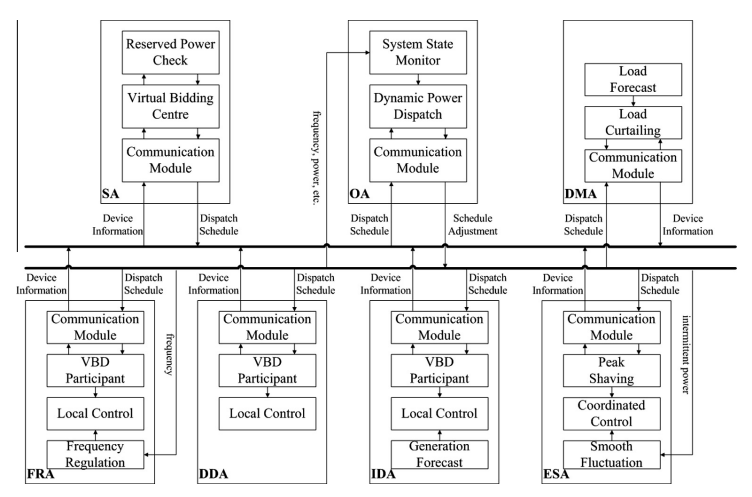 Reserved Power
Check
Virtual Bidding
Centre
Communication
Module
SA
System State
Monitor
Dynamic Power
Dispatch
Communication
Module
OA
Load
Forecast
Load
Curtailing
Communication
Module
DMA
frequency, power, etc.
Device
Information
Dispatch
Schedule
Dispatch
Schedule
Schedule
Adjustment
Dispatch
Schedule
Device
Information
Device
Information
Dispatch
Schedule
Device
Information
Dispatch
Schedule
Device
Information
Dispatch
Schedule
Device
Information
Dispatch
Schedule
Communication
Module
VBD
Participant
Local Control
Frequency
Regulation
FRA
frequency
Communication
Module
VBD
Participant
Local Control
DDA
Communication
Module
VBD
Participant
Local Control
Generation
Forecast
IDA
Communication
Module
Peak
Shaving
Coordinated
Control
Smooth
Fluctuation
ESA
intermittent power